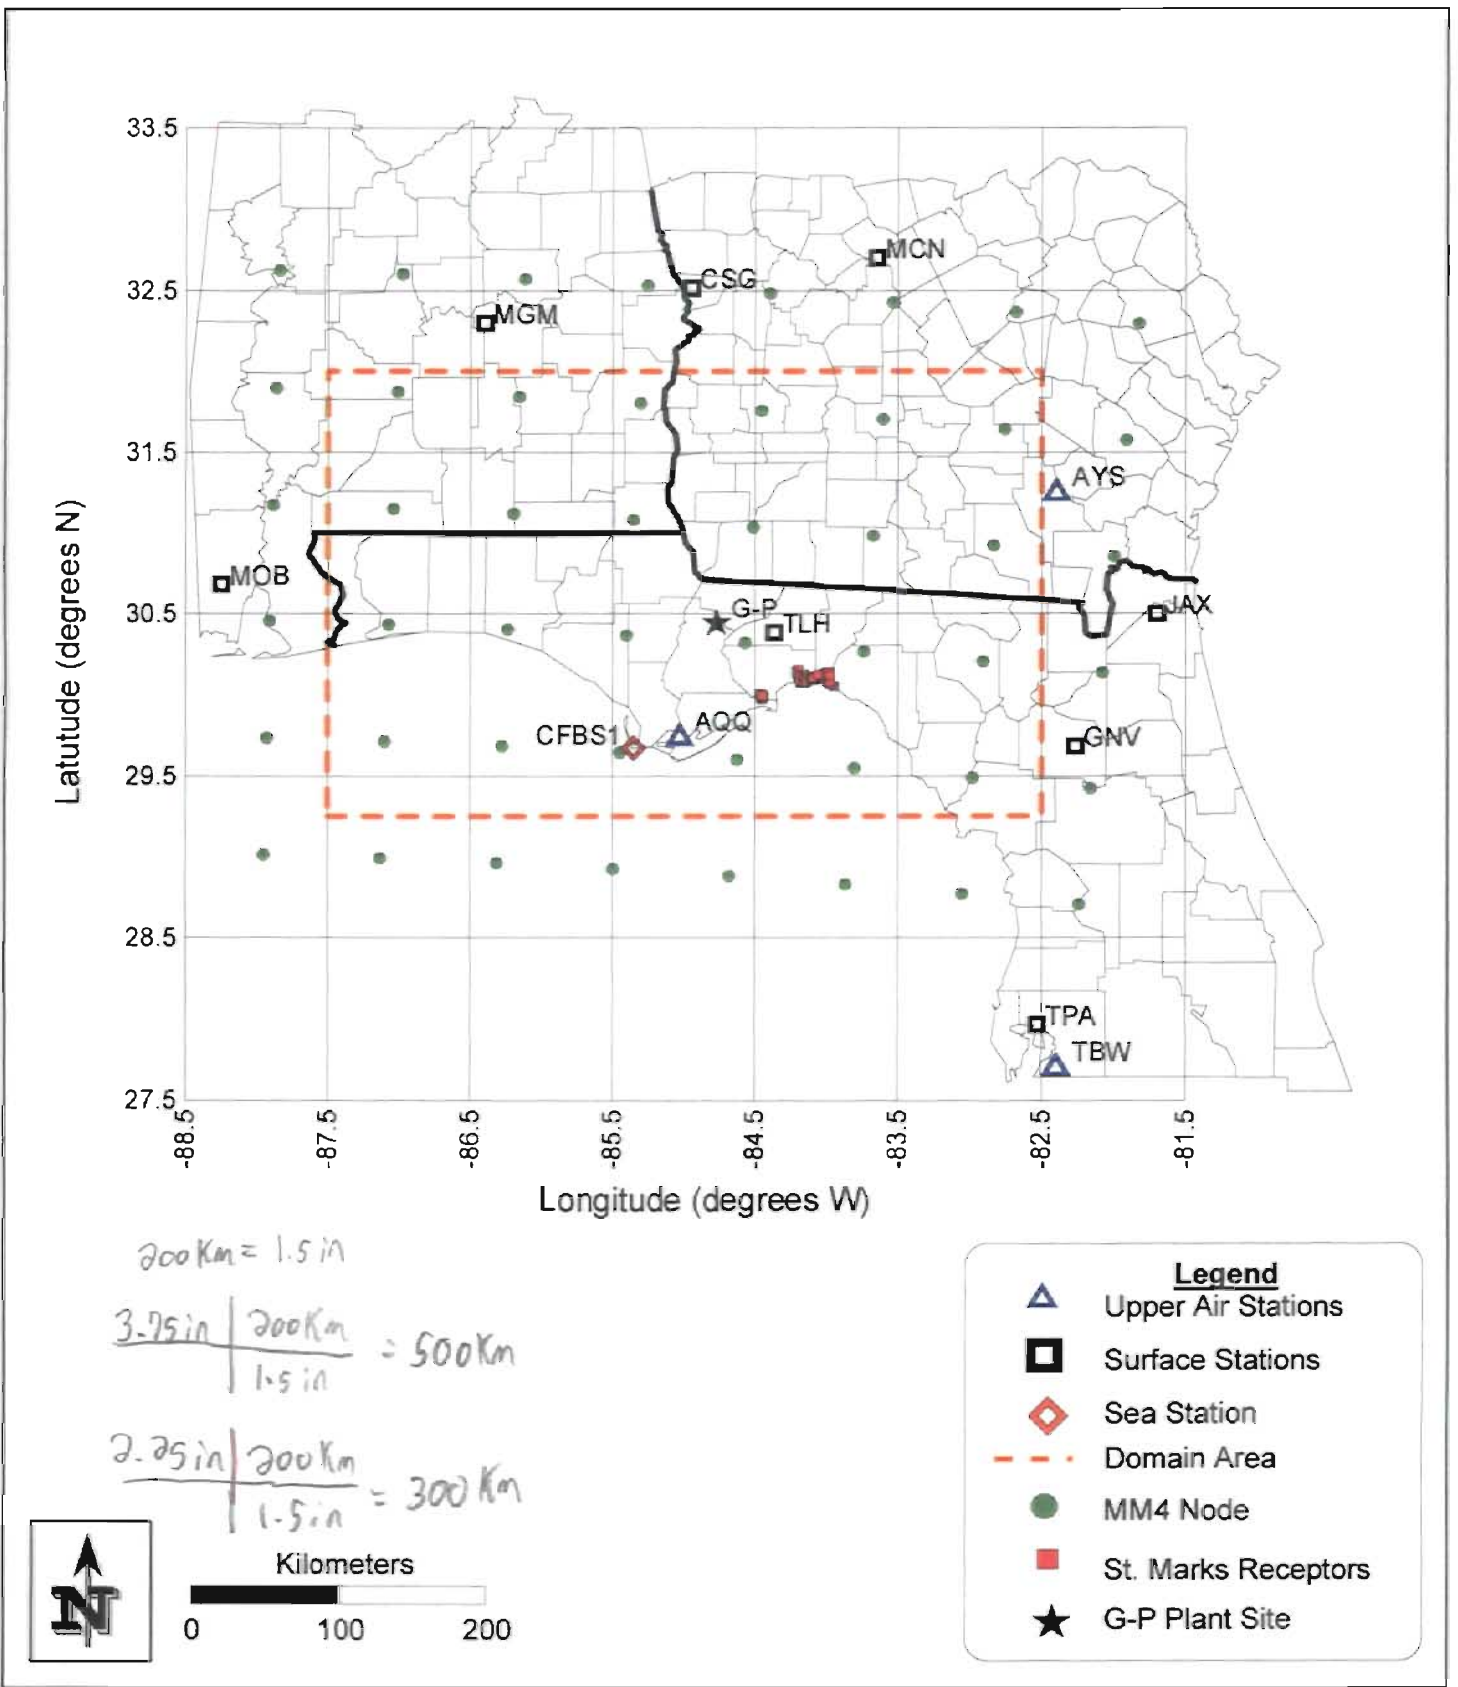 33.5
32.5
31.5
30.5
29.5
28.5
27.5
Latutude (degrees N)
MCN
CSG
MGM
AYS
MOB
JAX
G-P
TLH
CFBS1
AQQ
GNV
TPA
TBW
-88.5
-87.5
-86.5
-85.5
-84.5
-83.5
-82.5
-81.5
Longitude (degrees W)
200 Km = 1.5 in
3.75 in | 200 Km = 500 Km
1.5 in
2.25 in | 200 Km = 300 Km
1.5 in
N
Kilometers
0 100 200
Legend
Upper Air Stations
Surface Stations
Sea Station
Domain Area
MM4 Node
St. Marks Receptors
G-P Plant Site